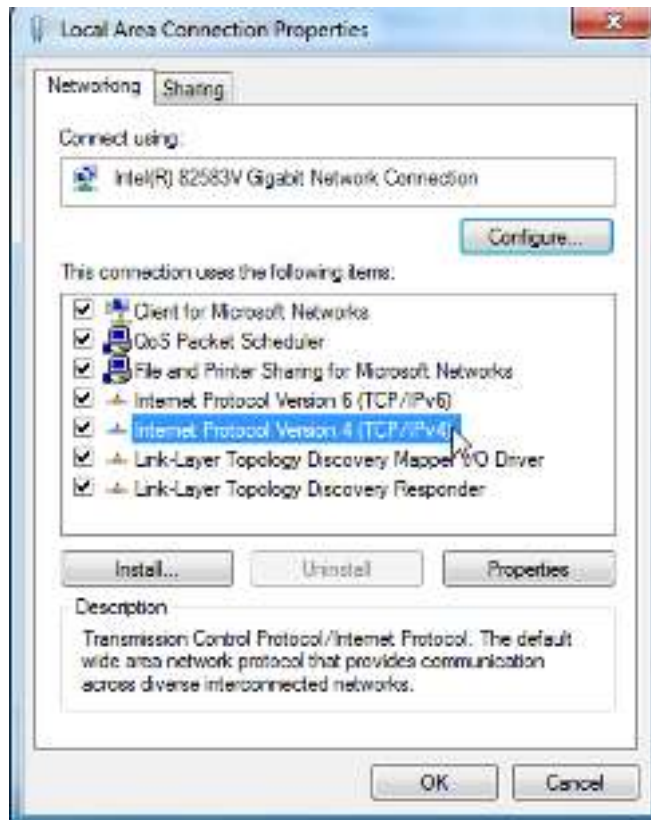 Local Area Connection Properties
Networking
Sharing
Connect using:
Intel(R) 82583V Gigabit Network Connection
Configure...
This connection uses the following items:
Client for Microsoft Networks
QoS Packet Scheduler
File and Printer Sharing for Microsoft Networks
Internet Protocol Version 6 (TCP/IPv6)
Internet Protocol Version 4 (TCP/IPv4)
Link-Layer Topology Discovery Mapper I/O Driver
Link-Layer Topology Discovery Responder
Install...
Uninstall
Properties
Description
Transmission Control Protocol/Internet Protocol. The default
wide area network protocol that provides communication
across diverse interconnected networks.
OK
Cancel